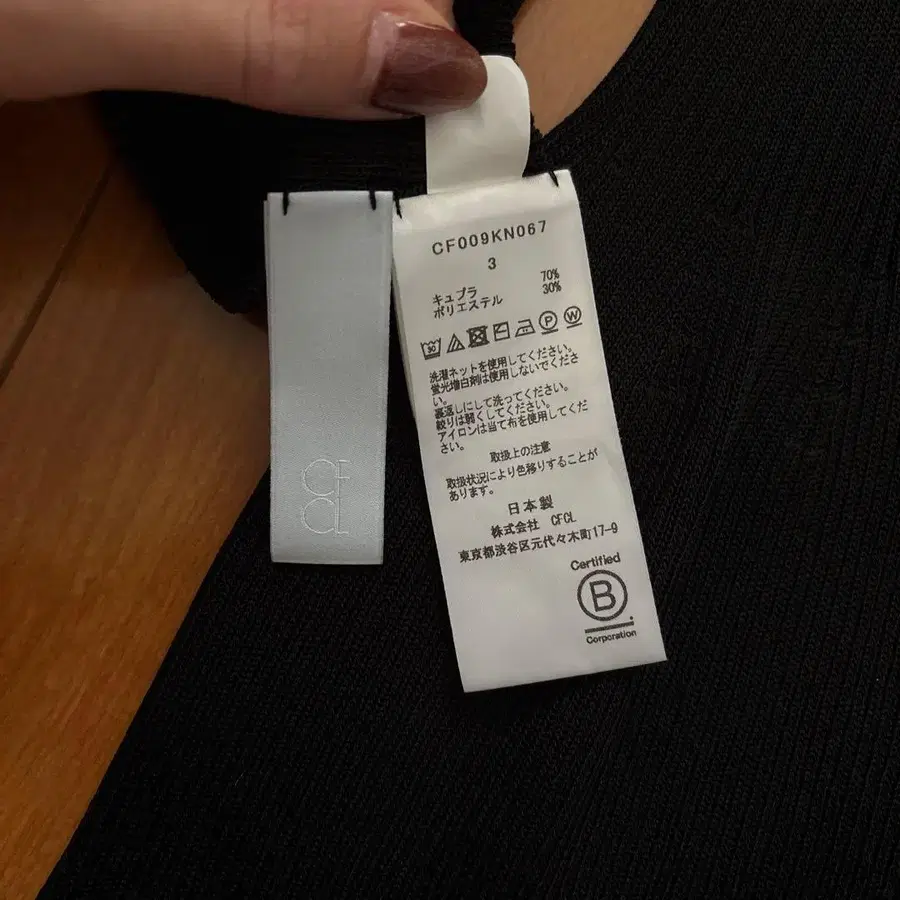 CF
CL
CF009KN067
3
キュプラ 70%
ポリエステル 30%
30
P
W
洗濯ネットを使用してください。
蛍光増白剤は使用しないでくださ
い。
裏返しにして洗ってください。
絞りは弱くしてください。
アイロンは当て布を使用してくだ
さい。
取扱上の注意
取扱状況により色移りすることが
あります。
日本製
株式会社 CFCL
東京都渋谷区元代々木町17-9
Certified
B
Corporation